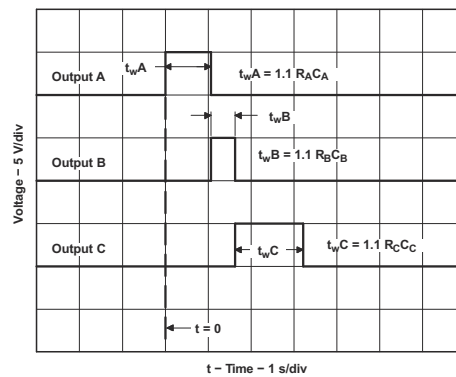 Output A
twA
twA = 1.1 RACA
twB
Output B
twB = 1.1 RBCB
Output C
twC
twC = 1.1 RCCC
t = 0
Voltage – 5 V/div
t – Time – 1 s/div